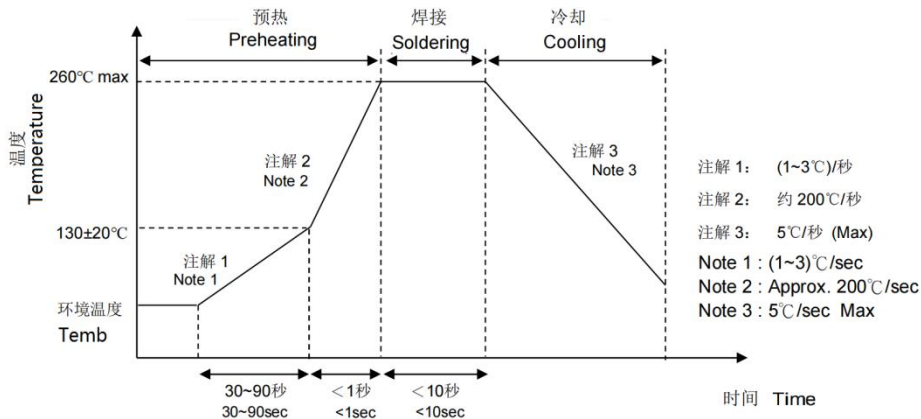 预热
Preheating
焊接
Soldering
冷却
Cooling
260℃ max
温度
Temperature
注解 2
Note 2
注解 3
Note 3
130±20℃
注解 1
Note 1
环境温度
Temb
注解 1： (1~3℃)/秒
注解 2： 约 200℃/秒
注解 3： 5℃/秒 (Max)
Note 1 : (1~3)℃/sec
Note 2 : Approx. 200℃/sec
Note 3 : 5℃/sec Max
30~90秒
30~90sec
＜1秒
<1sec
＜10秒
<10sec
时间 Time